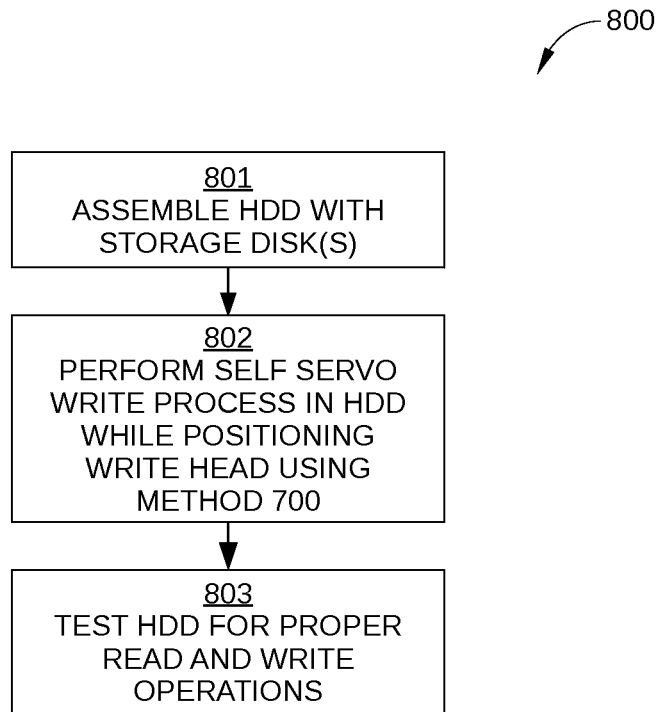 800
801
ASSEMBLE HDD WITH
STORAGE DISK(S)
802
PERFORM SELF SERVO
WRITE PROCESS IN HDD
WHILE POSITIONING
WRITE HEAD USING
METHOD 700
803
TEST HDD FOR PROPER
READ AND WRITE
OPERATIONS